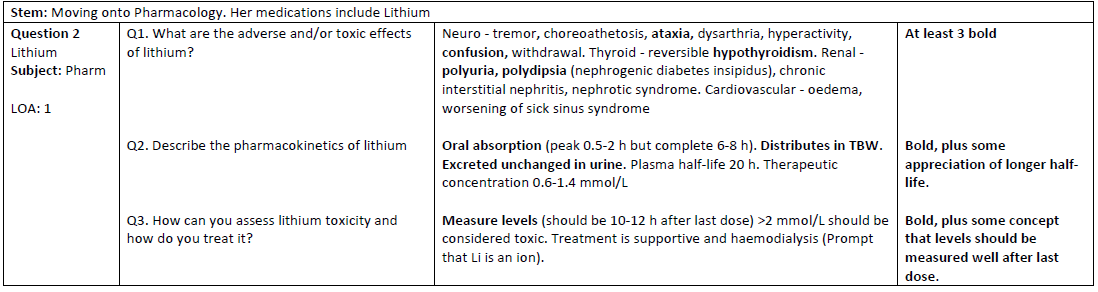 Stem: Moving onto Pharmacology. Her medications include Lithium
Question 2
Lithium
Subject: Pharm
LOA: 1
Q1. What are the adverse and/or toxic effects
of lithium?
Neuro - tremor, choreoathetosis, ataxia, dysarthria, hyperactivity,
confusion, withdrawal. Thyroid - reversible hypothyroidism. Renal -
polyuria, polydipsia (nephrogenic diabetes insipidus), chronic
interstitial nephritis, nephrotic syndrome. Cardiovascular - oedema,
worsening of sick sinus syndrome
At least 3 bold
Q2. Describe the pharmacokinetics of lithium
Oral absorption (peak 0.5-2 h but complete 6-8 h). Distributes in TBW.
Excreted unchanged in urine. Plasma half-life 20 h. Therapeutic
concentration 0.6-1.4 mmol/L
Bold, plus some
appreciation of longer half-
life.
Q3. How can you assess lithium toxicity and
how do you treat it?
Measure levels (should be 10-12 h after last dose) >2 mmol/L should be
considered toxic. Treatment is supportive and haemodialysis (Prompt
that Li is an ion).
Bold, plus some concept
that levels should be
measured well after last
dose.